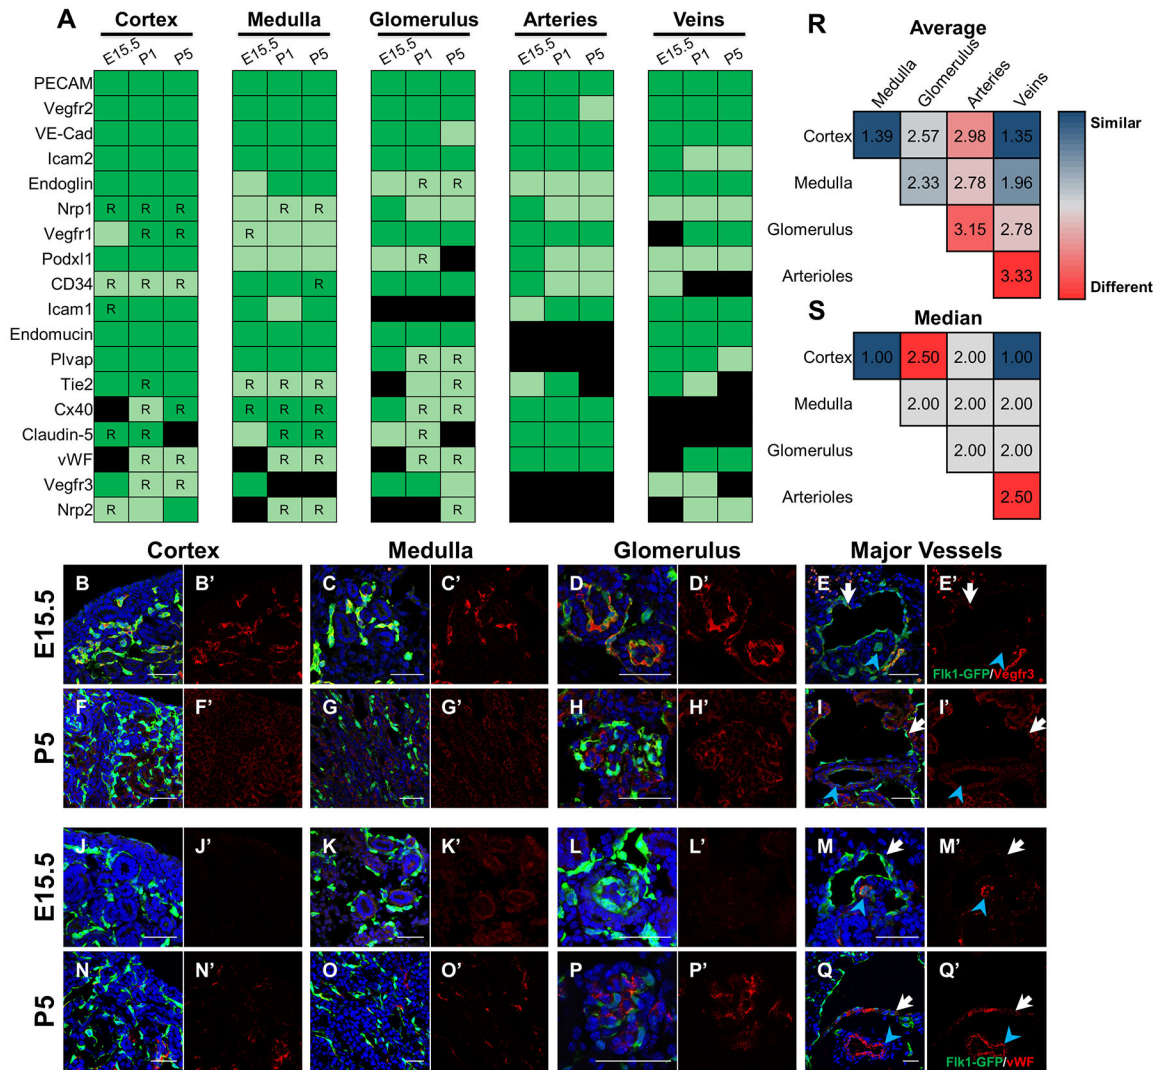 A
Cortex Medulla Glomerulus Arteries Veins
E15.5 P1 P5 E15.5 P1 P5 E15.5 P1 P5 E15.5 P1 P5 E15.5 P1 P5
PECAM
Vegfr2
VE-Cad
Icam2
Endoglin R R
Nrp1 R R R R R
Vegfr1 R R R
Podxl1 R
CD34 R R R R
Icam1 R
Endomucin
Plvap R R
Tie2 R R R R R
Cx40 R R R R R R R
Claudin-5 R R R R R
vWF R R R R R R
Vegfr3 R R
Nrp2 R R R R
R
Average
Medulla Glomerulus Arteries Veins
Cortex 1.39 2.57 2.98 1.35
Medulla 2.33 2.78 1.96
Glomerulus 3.15 2.78
Arterioles 3.33
Similar
Different
S
Median
Cortex 1.00 2.50 2.00 1.00
Medulla 2.00 2.00 2.00
Glomerulus 2.00 2.00
Arterioles 2.50
Cortex Medulla Glomerulus Major Vessels
E15.5
B B’ C C’ D D’ E E’
Flk1-GFP/Vegfr3
P5
F F’ G G’ H H’ I I’
E15.5
J J’ K K’ L L’ M M’
P5
N N’ O O’ P P’ Q Q’
Flk1-GFP/vWF